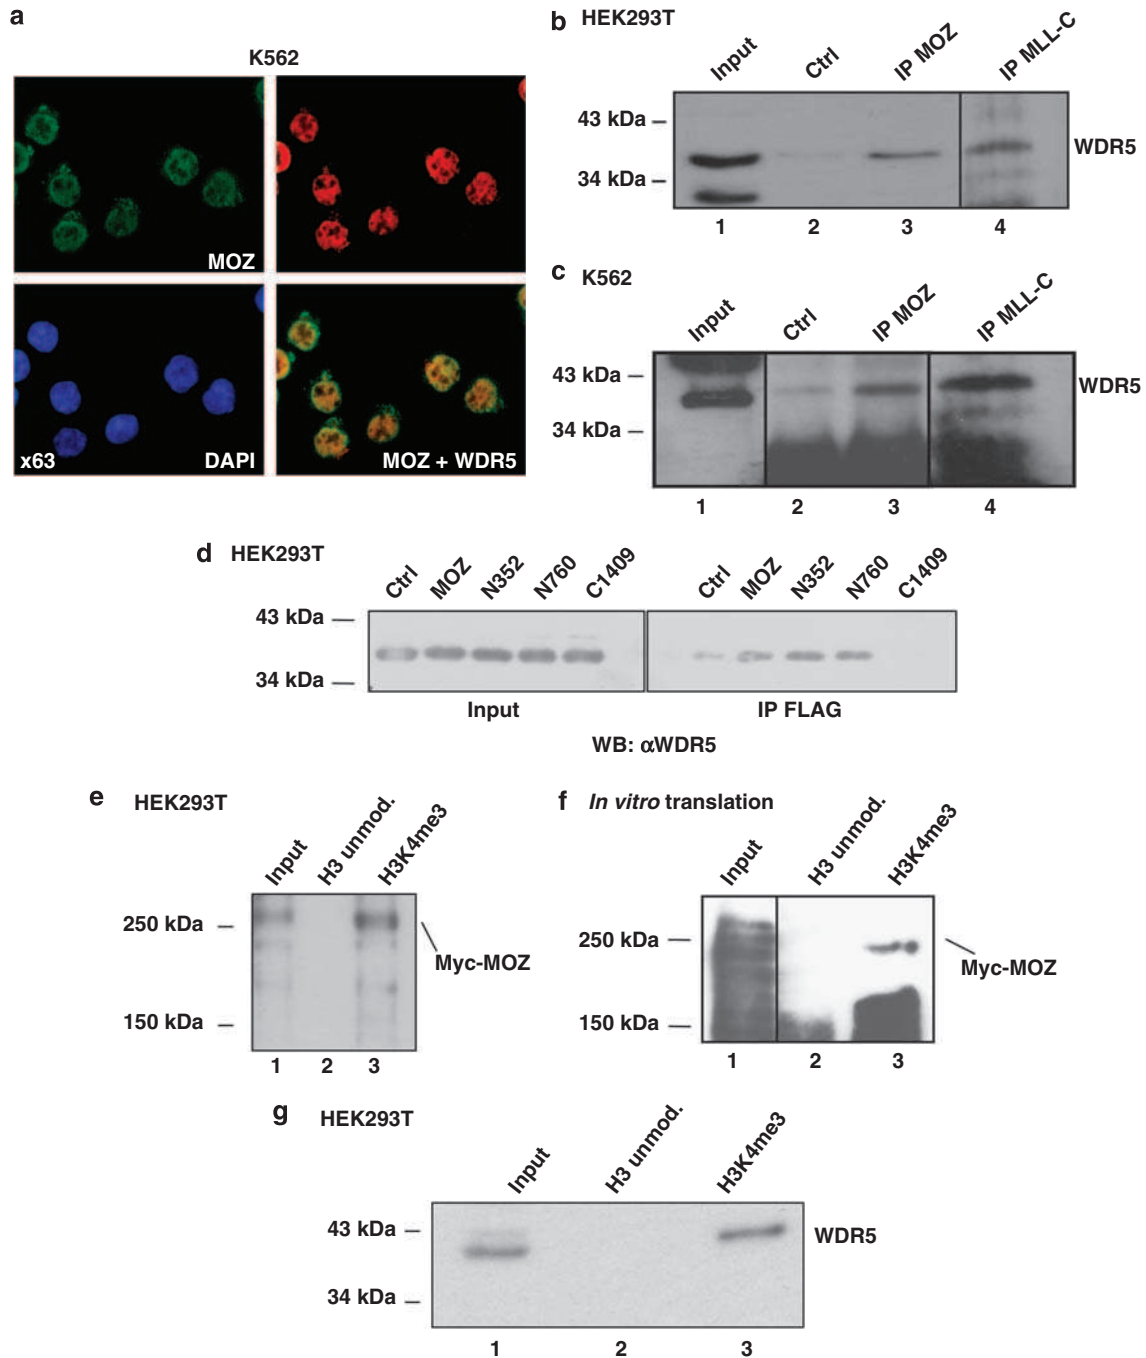 a
K562
MOZ
x63
DAPI
MOZ + WDR5
b HEK293T
Input
Ctrl
IP MOZ
IP MLL-C
43 kDa
34 kDa
WDR5
1 2 3 4
c K562
Input
Ctrl
IP MOZ
IP MLL-C
43 kDa
34 kDa
WDR5
1 2 3 4
d HEK293T
Ctrl
MOZ
N352
N760
C1409
Ctrl
MOZ
N352
N760
C1409
43 kDa
34 kDa
Input
IP FLAG
WB: αWDR5
e HEK293T
Input
H3 unmod.
H3K4me3
250 kDa
150 kDa
Myc-MOZ
1 2 3
f In vitro translation
Input
H3 unmod.
H3K4me3
250 kDa
150 kDa
Myc-MOZ
1 2 3
g HEK293T
Input
H3 unmod.
H3K4me3
43 kDa
34 kDa
WDR5
1 2 3